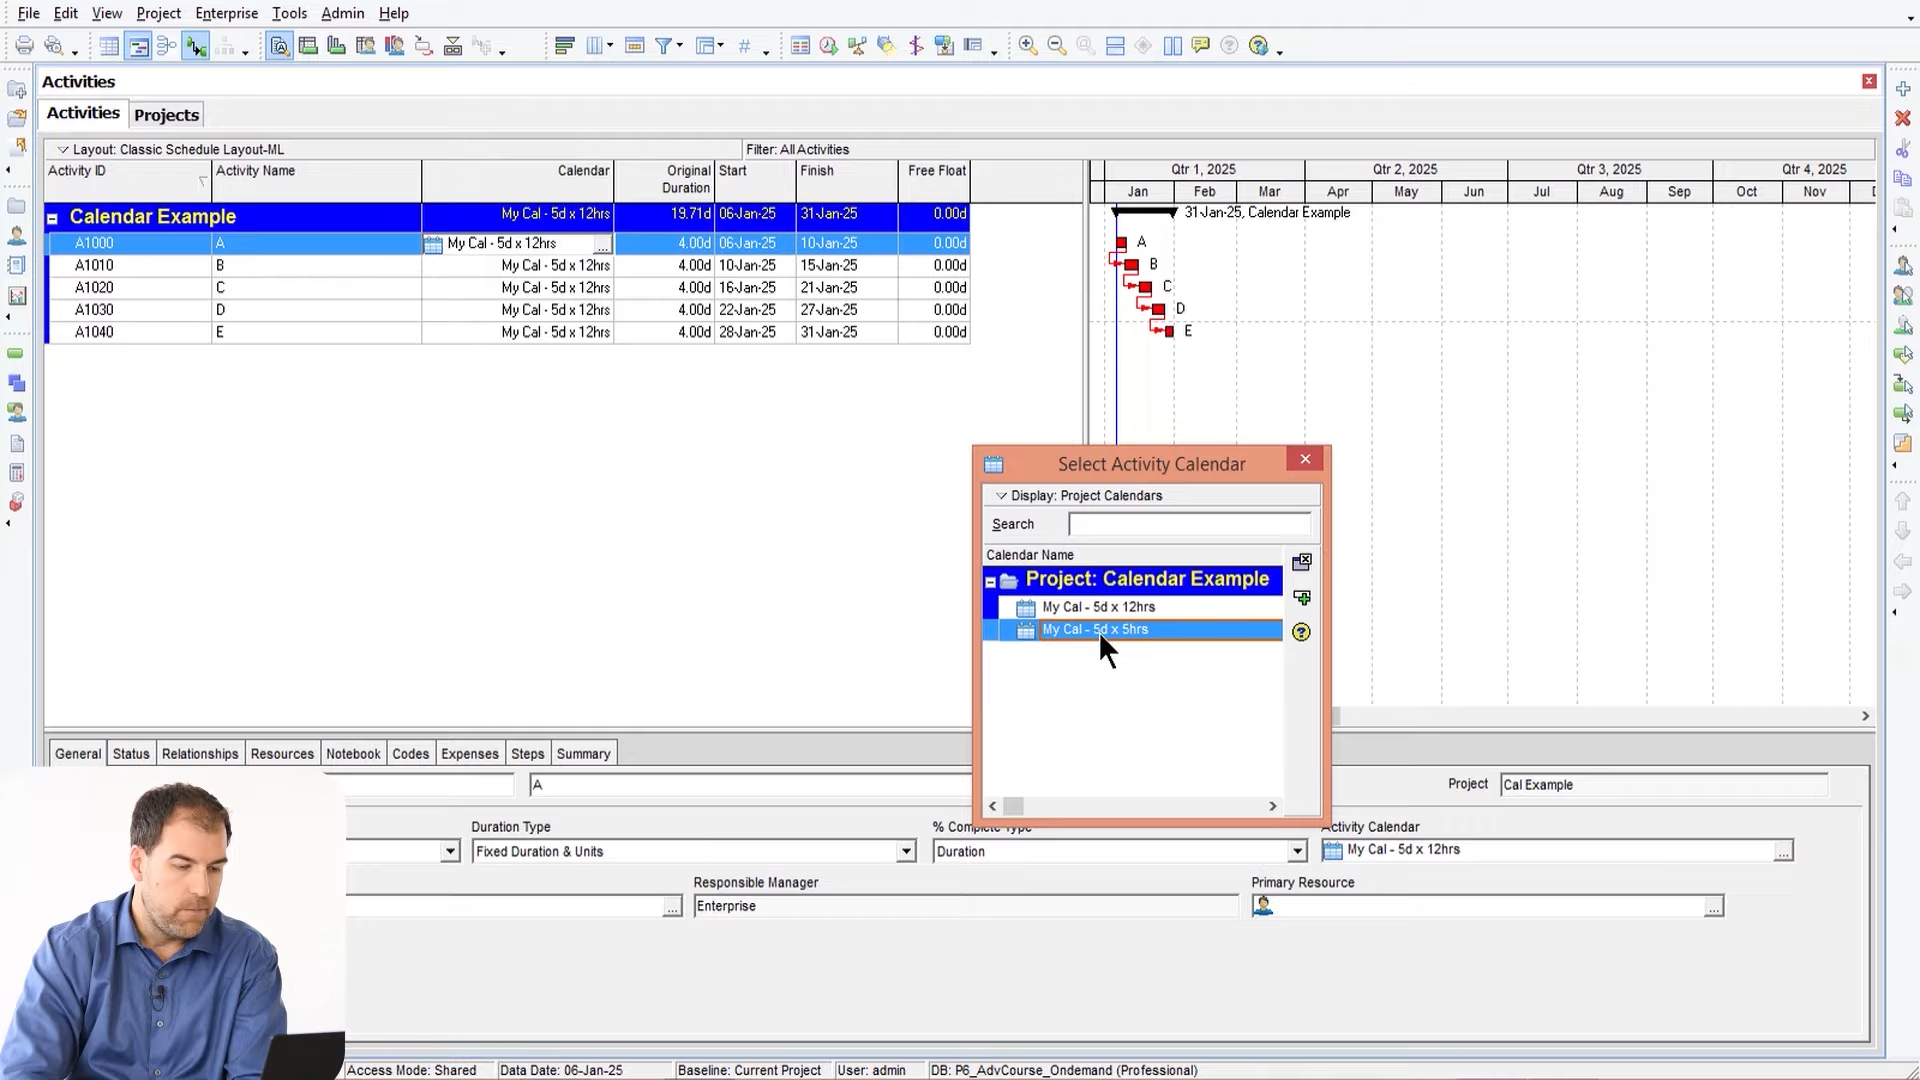 File Edit View Project Enterprise Tools Admin Help
Activities
Activities Projects
Layout: Classic Schedule Layout-ML Filter: All Activities
Activity ID Activity Name Calendar Original Duration Start Finish Free Float
Qtr 1, 2025 Qtr 2, 2025 Qtr 3, 2025 Qtr 4, 2025
Jan Feb Mar Apr May Jun Jul Aug Sep Oct Nov D
Calendar Example My Cal - 5d x 12hrs 19.71d 06-Jan-25 31-Jan-25 0.00d 31-Jan-25, Calendar Example
A1000 A My Cal - 5d x 12hrs ... 4.00d 06-Jan-25 10-Jan-25 0.00d A
A1010 B My Cal - 5d x 12hrs 4.00d 10-Jan-25 15-Jan-25 0.00d B
A1020 C My Cal - 5d x 12hrs 4.00d 16-Jan-25 21-Jan-25 0.00d C
A1030 D My Cal - 5d x 12hrs 4.00d 22-Jan-25 27-Jan-25 0.00d D
A1040 E My Cal - 5d x 12hrs 4.00d 28-Jan-25 31-Jan-25 0.00d E
Select Activity Calendar
Display: Project Calendars
Search
Calendar Name
Project: Calendar Example
My Cal - 5d x 12hrs
My Cal - 5d x 5hrs
General Status Relationships Resources Notebook Codes Expenses Steps Summary
A Project Cal Example
Duration Type % Complete Type Activity Calendar
Fixed Duration & Units Duration My Cal - 5d x 12hrs ...
Responsible Manager Primary Resource
... Enterprise ...
Access Mode: Shared Data Date: 06-Jan-25 Baseline: Current Project User: admin DB: P6_AdvCourse_Ondemand (Professional)